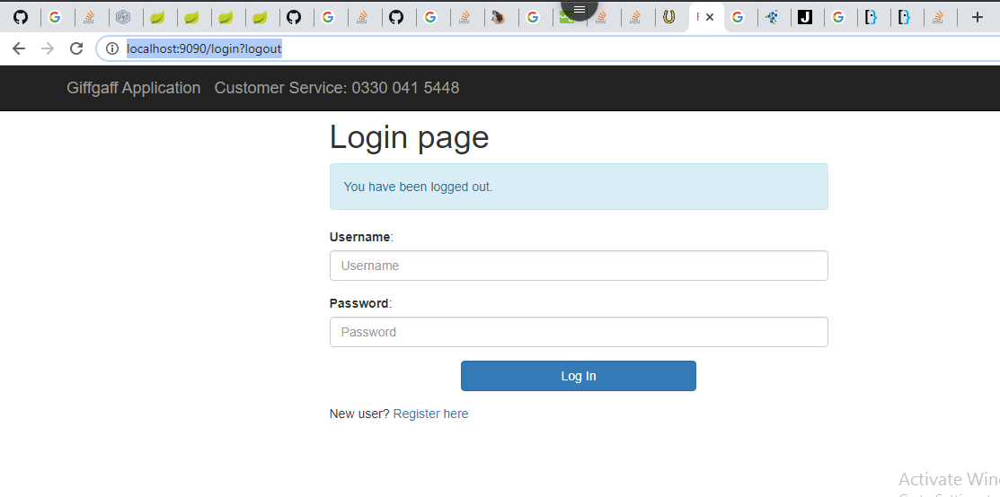 localhost:9090/login?logout
Giffgaff Application Customer Service: 0330 041 5448
Login page
You have been logged out.
Username:
Username
Password:
Password
Log In
New user? Register here
Activate Win